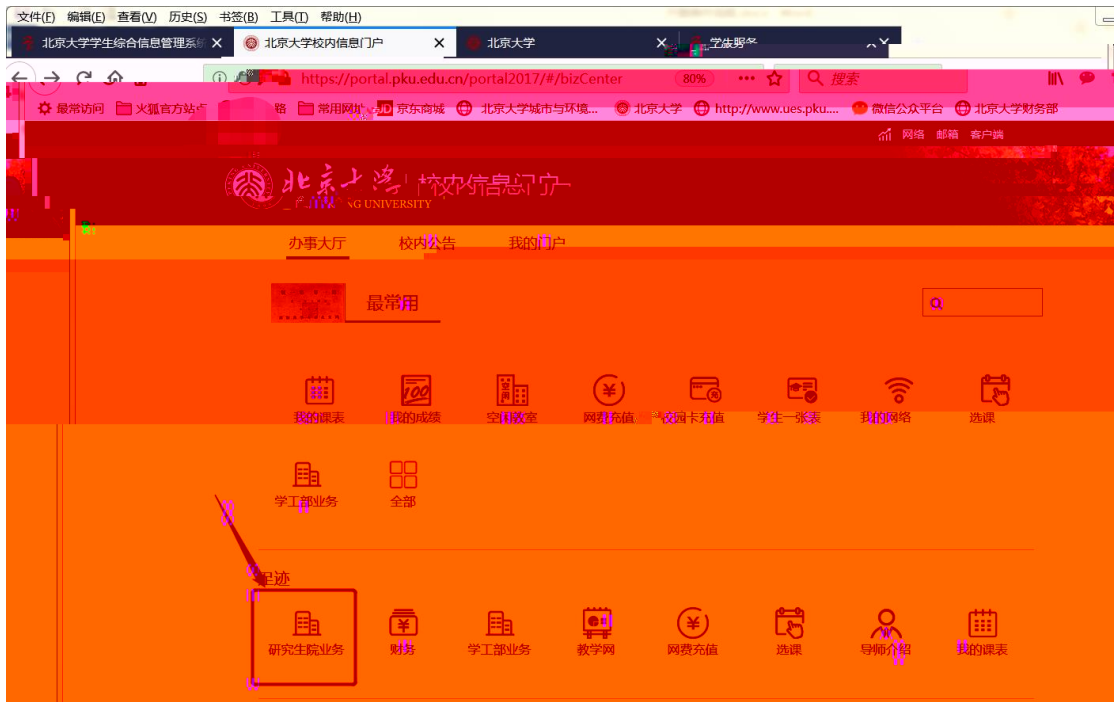 文件(F) 编辑(E) 查看(V) 历史(S) 书签(B) 工具(T) 帮助(H)
北京大学学生综合信息管理系统 北京大学校内信息门户 北京大学
https://portal.pku.edu.cn/portal2017/#/bizCenter 80% 搜索
最常访问 火狐官方站点 常用网址 JD 京东商城 北京大学城市与环境... 北京大学 http://www.ues.pku.... 微信公众平台 北京大学财务部
网络 邮箱 客户端
北京大学 校内信息门户
NG UNIVERSITY
办事大厅 校内公告 我的门户
最常用
我的课表 我的成绩 空闲教室 网费充值 校园卡充值 学生一张表 我的网络 选课
学工部业务 全部
足迹
研究生院业务 财务 学工部业务 教学网 网费充值 选课 导师介绍 我的课表